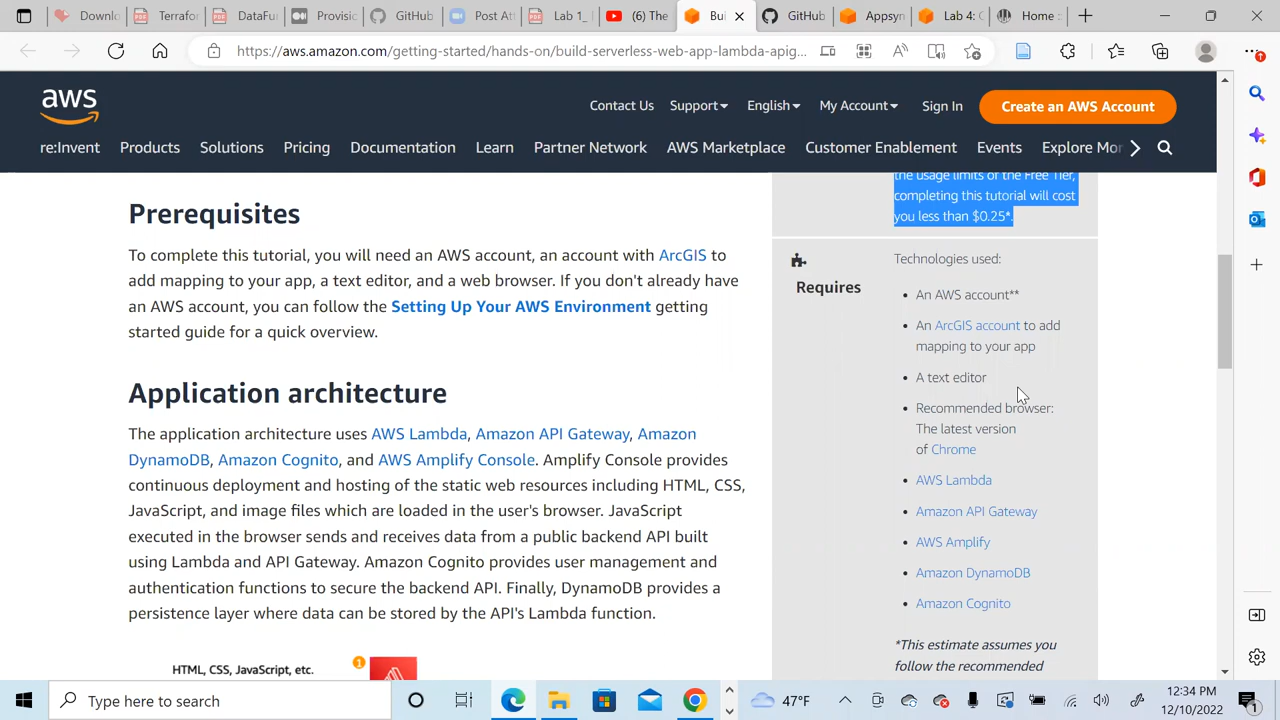 Downlo
Terrafor
DataFur
Post Att
GitHub
Post Att
Lab 1_
(6) The
Bui
GitHub
Appsyn
Lab 4: C
Home -
https://aws.amazon.com/getting-started/hands-on/build-serverless-web-app-lambda-apig...
aws
Contact Us
Support
English
My Account
Sign In
Create an AWS Account
re:Invent
Products
Solutions
Pricing
Documentation
Learn
Partner Network
AWS Marketplace
Customer Enablement
Events
Explore Mor
Prerequisites
To complete this tutorial, you will need an AWS account, an account with ArcGIS to
add mapping to your app, a text editor, and a web browser. If you don't already have
an AWS account, you can follow the Setting Up Your AWS Environment getting
started guide for a quick overview.
Application architecture
The application architecture uses AWS Lambda, Amazon API Gateway, Amazon
DynamoDB, Amazon Cognito, and AWS Amplify Console. Amplify Console provides
continuous deployment and hosting of the static web resources including HTML, CSS,
JavaScript, and image files which are loaded in the user's browser. JavaScript
executed in the browser sends and receives data from a public backend API built
using Lambda and API Gateway. Amazon Cognito provides user management and
authentication functions to secure the backend API. Finally, DynamoDB provides a
persistence layer where data can be stored by the API's Lambda function.
HTML, CSS, JavaScript, etc.
1
the usage limits of the Free Tier,
completing this tutorial will cost
you less than $0.25*.
Requires
Technologies used:
• An AWS account**
• An ArcGIS account to add
mapping to your app
• A text editor
• Recommended browser:
The latest version
of Chrome
• AWS Lambda
• Amazon API Gateway
• AWS Amplify
• Amazon DynamoDB
• Amazon Cognito
*This estimate assumes you
follow the recommended
Type here to search
47°F
12:34 PM
12/10/2022
1